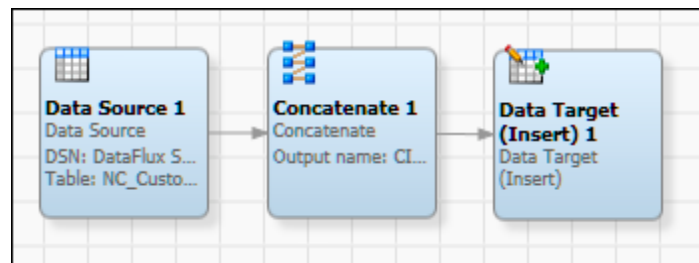 Data Source 1
Data Source
DSN: DataFlux S...
Table: NC_Custo...
Concatenate 1
Concatenate
Output name: CI...
Data Target
(Insert) 1
Data Target
(Insert)